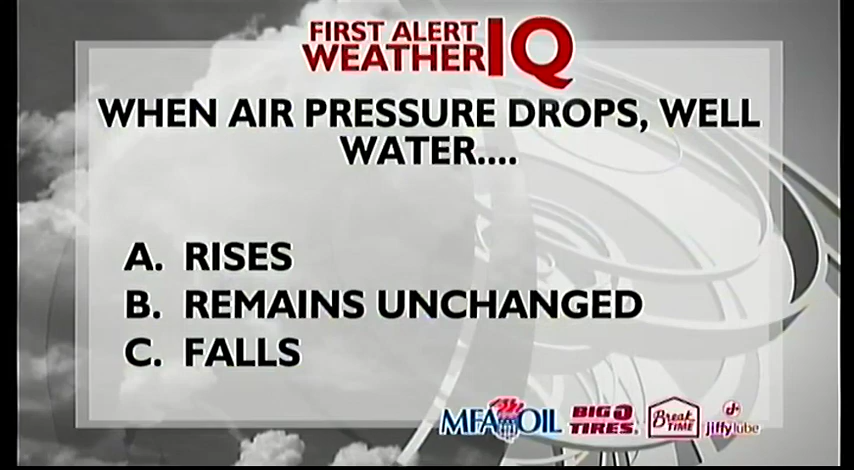 FIRST ALERT
WEATHER IQ
WHEN AIR PRESSURE DROPS, WELL
WATER....
A. RISES
B. REMAINS UNCHANGED
C. FALLS
MFA OIL BIG O TIRES. Break TIME jiffy lube